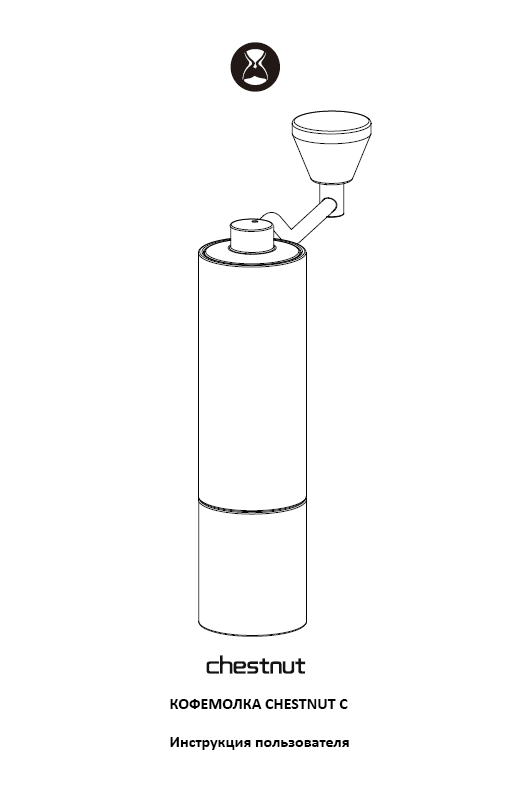 chestnut
КОФЕМОЛКА CHESTNUT C
Инструкция пользователя